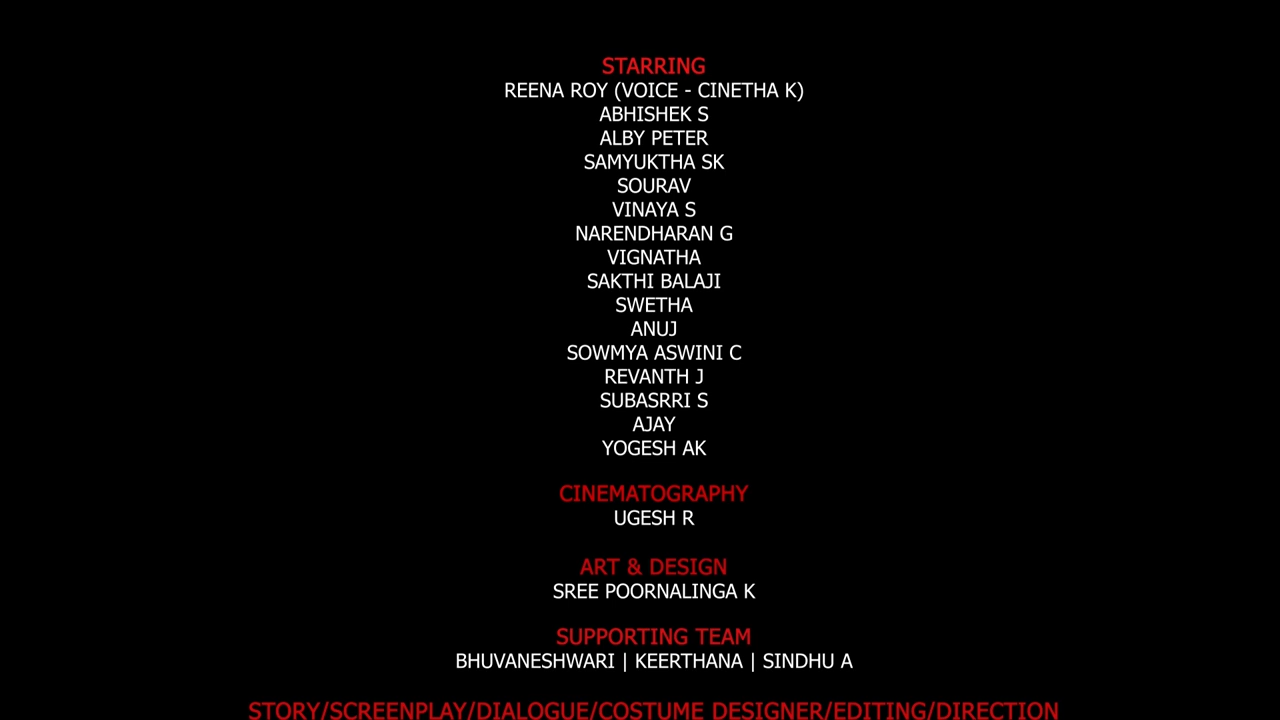 STARRING
REENA ROY (VOICE - CINETHA K)
ABHISHEK S
ALBY PETER
SAMYUKTHA SK
SOURAV
VINAYA S
NARENDHARAN G
VIGNATHA
SAKTHI BALAJI
SWETHA
ANUJ
SOWMYA ASWINI C
REVANTH J
SUBASRRI S
AJAY
YOGESH AK
CINEMATOGRAPHY
UGESH R
ART & DESIGN
SREE POORNALINGA K
SUPPORTING TEAM
BHUVANESHWARI | KEERTHANA | SINDHU A
STORY/SCREENPLAY/DIALOGUE/COSTUME DESIGNER/EDITING/DIRECTION